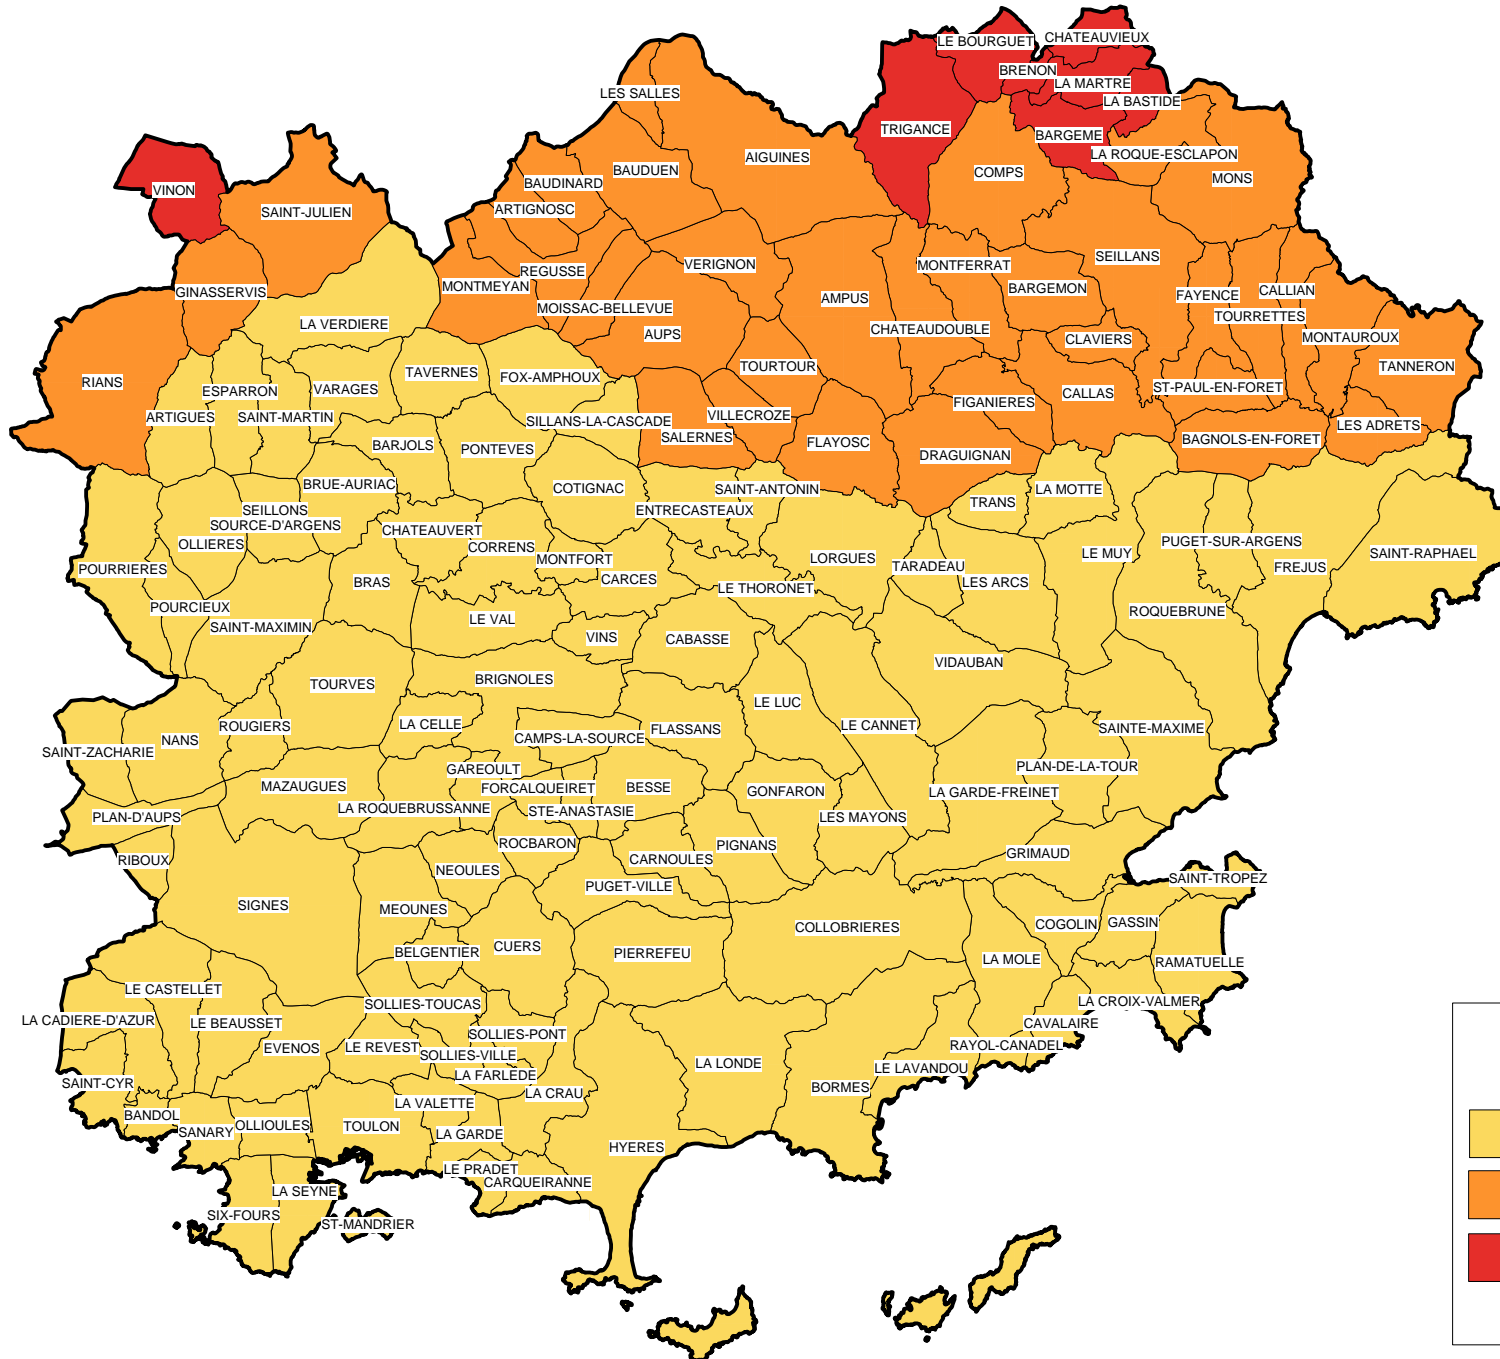 LE BOURGUET
CHATEAUVIEUX
BRENON
LA MARTRE
LES SALLES
LA BASTIDE
TRIGANCE
BARGEME
LA ROQUE-ESCLAPON
AIGUINES
BAUDUEN
COMPS
MONS
BAUDINARD
VINON
ARTIGNOSC
SAINT-JULIEN
SEILLANS
VERIGNON
MONTFERRAT
REGUSSE
MONTMEYAN
BARGEMON
GINASSERVIS
CALLIAN
FAYENCE
AMPUS
MOISSAC-BELLEVUE
TOURRETTES
LA VERDIERE
CHATEAUDOUBLE
AUPS
CLAVIERS
MONTAUROUX
TOURTOUR
TANNERON
TAVERNES
FOX-AMPHOUX
RIANS
ESPARRON
VARAGES
ST-PAUL-EN-FORET
CALLAS
FIGANIERES
VILLECROZE
ARTIGUES
SAINT-MARTIN
SILLANS-LA-CASCADE
LES ADRETS
SALERNES
FLAYOSC
BAGNOLS-EN-FORET
BARJOLS
PONTEVES
DRAGUIGNAN
BRUE-AURIAC
COTIGNAC
SAINT-ANTONIN
LA MOTTE
TRANS
SEILLONS
SOURCE-D'ARGENS
ENTRECASTEAUX
CHATEAUVERT
PUGET-SUR-ARGENS
OLLIERES
CORRENS
MONTFORT
LE MUY
SAINT-RAPHAEL
LORGUES
POURRIERES
TARADEAU
FREJUS
BRAS
CARCES
LES ARCS
LE THORONET
POURCIEUX
ROQUEBRUNE
LE VAL
SAINT-MAXIMIN
VINS
CABASSE
VIDAUBAN
BRIGNOLES
TOURVES
LE LUC
LA CELLE
ROUGIERS
LE CANNET
FLASSANS
SAINTE-MAXIME
NANS
CAMPS-LA-SOURCE
SAINT-ZACHARIE
PLAN-DE-LA-TOUR
GAREOULT
MAZAUGUES
FORCALQUEIRET
BESSE
GONFARON
LA GARDE-FREINET
LA ROQUEBRUSSANNE
STE-ANASTASIE
PLAN-D'AUPS
LES MAYONS
ROCBARON
PIGNANS
GRIMAUD
RIBOUX
CARNOULES
NEOULES
SAINT-TROPEZ
PUGET-VILLE
SIGNES
MEOUNES
GASSIN
COGOLIN
COLLOBRIERES
CUERS
BELGENTIER
PIERREFEU
LA MOLE
RAMATUELLE
LE CASTELLET
LA CROIX-VALMER
SOLLIES-TOUCAS
LA CADIERE-D'AZUR
LE BEAUSSET
CAVALAIRE
SOLLIES-PONT
RAYOL-CANADEL
EVENOS
LE REVEST
SOLLIES-VILLE
LA LONDE
LE LAVANDOU
LA FARLEDE
SAINT-CYR
BORMES
LA CRAU
LA VALETTE
BANDOL
OLLIOULES
TOULON
SANARY
LA GARDE
HYERES
LE PRADET
CARQUEIRANNE
LA SEYNE
SIX-FOURS
ST-MANDRIER